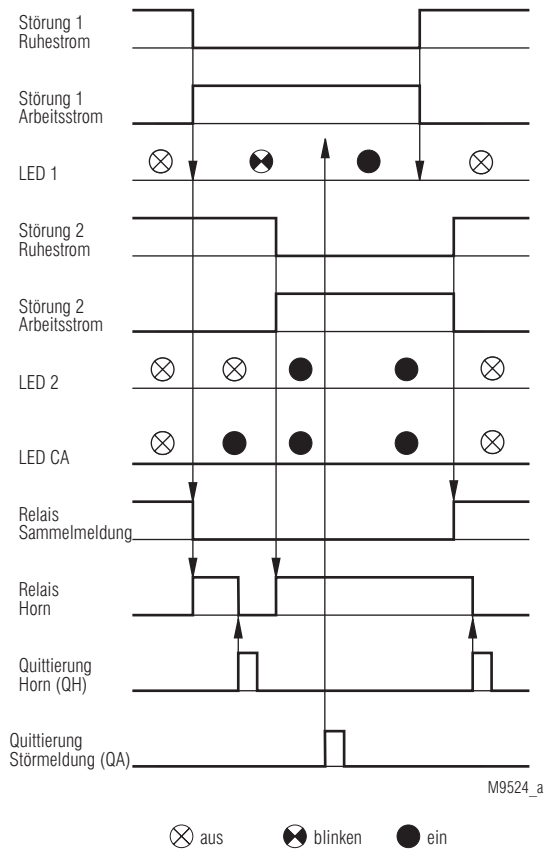 Störung 1
Ruhestrom
Störung 1
Arbeitsstrom
LED 1
Störung 2
Ruhestrom
Störung 2
Arbeitsstrom
LED 2
LED CA
Relais
Sammelmeldung
Relais
Horn
Quittierung
Horn (QH)
Quittierung
Störmeldung (QA)
M9524_a
aus blinken ein